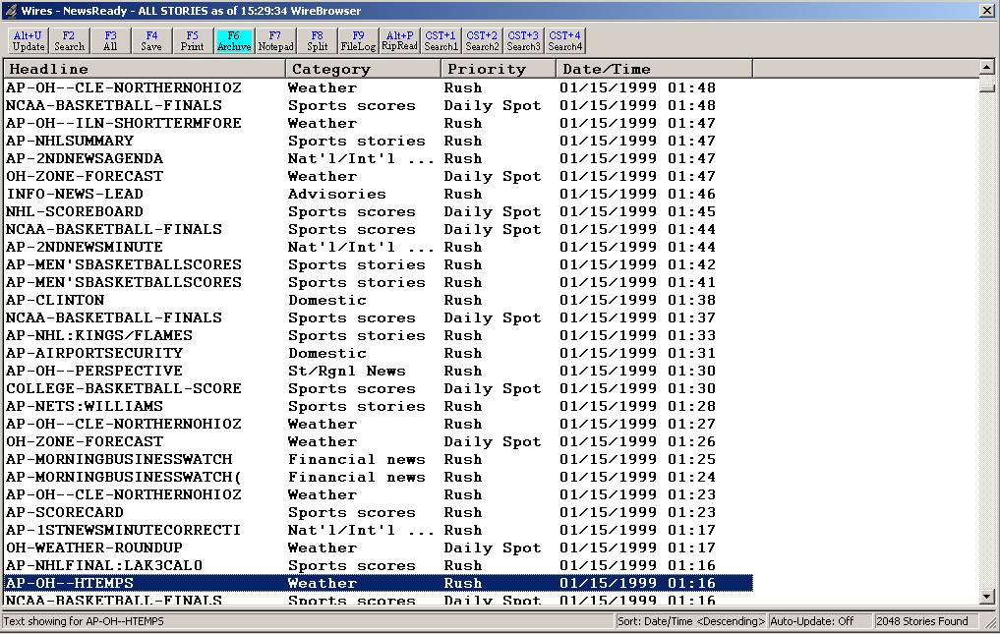 Wires - NewsReady - ALL STORIES as of 15:29:34 WireBrowser
Alt+U F2 F3 F4 F5 F6 F7 F8 F9 Alt+P CST+1 CST+2 CST+3 CST+4
Update Search All Save Print Archive Notepad Split FileLog RipRead Search1 Search2 Search3 Search4
Headline Category Priority Date/Time
AP-OH--CLE-NORTHERNOHIOZ Weather Rush 01/15/1999 01:48
NCAA-BASKETBALL-FINALS Sports scores Daily Spot 01/15/1999 01:48
AP-OH--ILN-SHORTTERMFORE Weather Rush 01/15/1999 01:47
AP-NHLSUMMARY Sports stories Rush 01/15/1999 01:47
AP-2NDNEWSAGENDA Nat'l/Int'l ... Rush 01/15/1999 01:47
OH-ZONE-FORECAST Weather Daily Spot 01/15/1999 01:47
INFO-NEWS-LEAD Advisories Rush 01/15/1999 01:46
NHL-SCOREBOARD Sports scores Daily Spot 01/15/1999 01:45
NCAA-BASKETBALL-FINALS Sports scores Daily Spot 01/15/1999 01:44
AP-2NDNEWSMINUTE Nat'l/Int'l ... Rush 01/15/1999 01:44
AP-MEN'SBASKETBALLSCORES Sports stories Rush 01/15/1999 01:42
AP-MEN'SBASKETBALLSCORES Sports stories Rush 01/15/1999 01:41
AP-CLINTON Domestic Rush 01/15/1999 01:38
NCAA-BASKETBALL-FINALS Sports scores Daily Spot 01/15/1999 01:37
AP-NHL:KINGS/FLAMES Sports stories Rush 01/15/1999 01:33
AP-AIRPORTSECURITY Domestic Rush 01/15/1999 01:31
AP-OH--PERSPECTIVE St/Rgnl News Rush 01/15/1999 01:30
COLLEGE-BASKETBALL-SCORE Sports scores Daily Spot 01/15/1999 01:30
AP-NETS:WILLIAMS Sports stories Rush 01/15/1999 01:28
AP-OH--CLE-NORTHERNOHIOZ Weather Rush 01/15/1999 01:27
OH-ZONE-FORECAST Weather Daily Spot 01/15/1999 01:26
AP-MORNINGBUSINESSWATCH Financial news Rush 01/15/1999 01:25
AP-MORNINGBUSINESSWATCH( Financial news Rush 01/15/1999 01:24
AP-OH--CLE-NORTHERNOHIOZ Weather Rush 01/15/1999 01:23
AP-SCORECARD Sports scores Rush 01/15/1999 01:23
AP-1STNEWSMINUTECORRECTI Nat'l/Int'l ... Rush 01/15/1999 01:17
OH-WEATHER-ROUNDUP Weather Daily Spot 01/15/1999 01:17
AP-NHLFINAL:LAK3CAL0 Sports scores Rush 01/15/1999 01:16
AP-OH--HTEMPS Weather Rush 01/15/1999 01:16
NCAA-BASKETBALL-FINALS Sports scores Daily Spot 01/15/1999 01:16
Text showing for AP-OH--HTEMPS Sort: Date/Time <Descending> Auto-Update: Off 2048 Stories Found